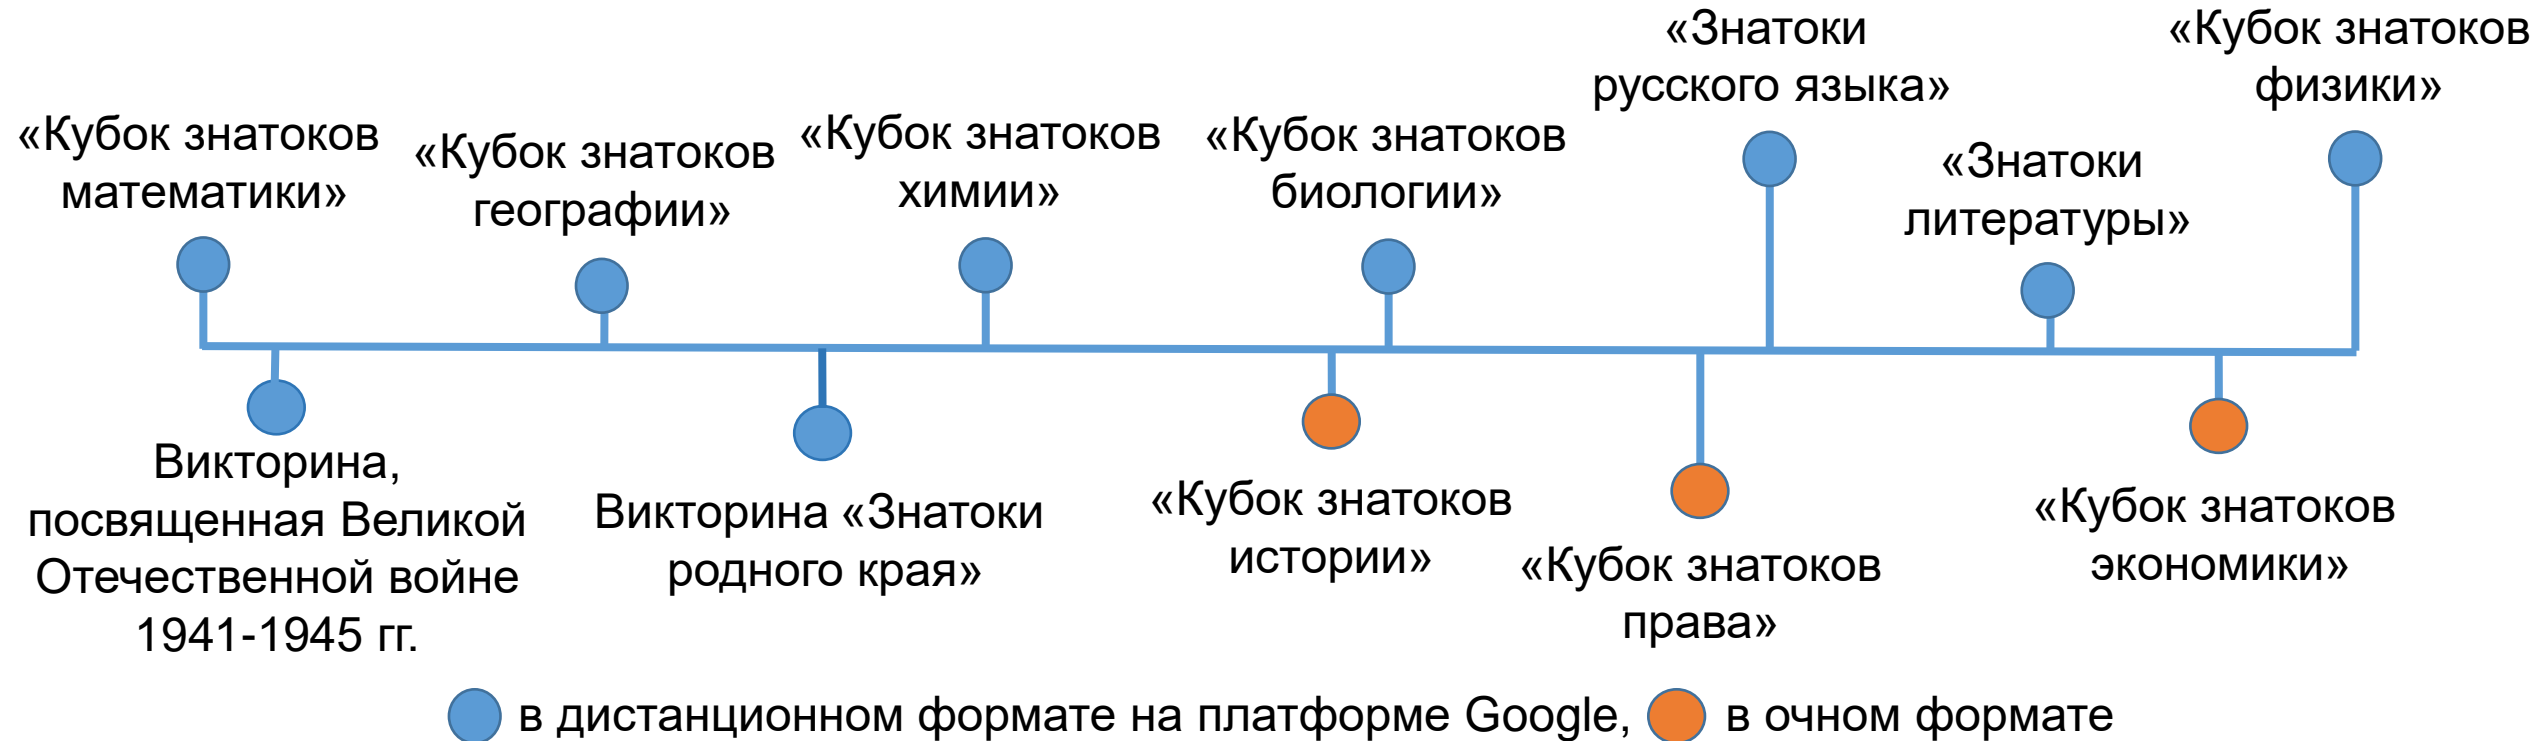 «Кубок знатоков
математики»
«Кубок знатоков
географии»
«Кубок знатоков
химии»
«Кубок знатоков
биологии»
«Знатоки
русского языка»
«Знатоки
литературы»
«Кубок знатоков
физики»
Викторина,
посвященная Великой
Отечественной войне
1941-1945 гг.
Викторина «Знатоки
родного края»
«Кубок знатоков
истории»
«Кубок знатоков
права»
«Кубок знатоков
экономики»
в дистанционном формате на платформе Google, в очном формате